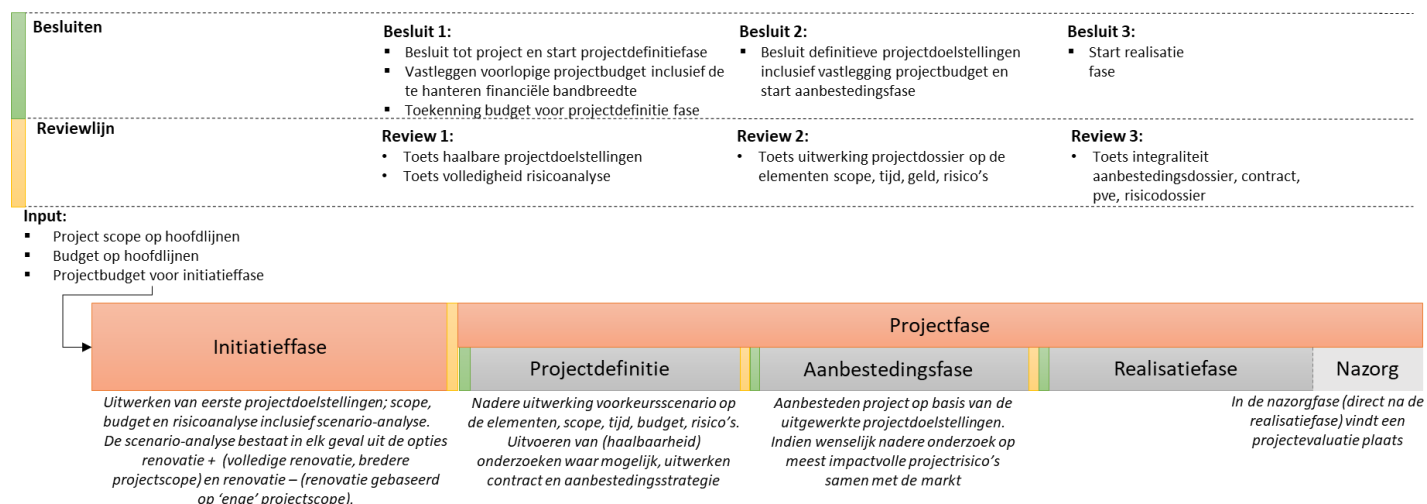 Besluiten
Besluit 1:
▪ Besluit tot project en start projectdefinitiefase
▪ Vastleggen voorlopige projectbudget inclusief de
te hanteren financiële bandbreedte
▪ Toekenning budget voor projectdefinitie fase
Besluit 2:
▪ Besluit definitieve projectdoelstellingen
inclusief vastlegging projectbudget en
start aanbestedingsfase
Besluit 3:
▪ Start realisatie
fase
Reviewlijn
Review 1:
• Toets haalbare projectdoelstellingen
• Toets volledigheid risicoanalyse
Review 2:
• Toets uitwerking projectdossier op de
elementen scope, tijd, geld, risico's
Review 3:
• Toets integraliteit
aanbestedingsdossier, contract,
pve, risicodossier
Input:
▪ Project scope op hoofdlijnen
▪ Budget op hoofdlijnen
▪ Projectbudget voor initiatieffase
Initiatieffase
Projectfase
Projectdefinitie
Aanbestedingsfase
Realisatiefase
Nazorg
Uitwerken van eerste projectdoelstellingen; scope,
budget en risicoanalyse inclusief scenario-analyse.
De scenario-analyse bestaat in elk geval uit de opties
renovatie + (volledige renovatie, bredere
projectscope) en renovatie – (renovatie gebaseerd
op 'enge' projectscope).
Nadere uitwerking voorkeursscenario op
de elementen, scope, tijd, budget, risico's.
Uitvoeren van (haalbaarheid)
onderzoeken waar mogelijk, uitwerken
contract en aanbestedingsstrategie
Aanbesteden project op basis van de
uitgewerkte projectdoelstellingen.
Indien wenselijk nadere onderzoek op
meest impactvolle projectrisico's
samen met de markt
In de nazorgfase (direct na de
realisatiefase) vindt een
projectevaluatie plaats